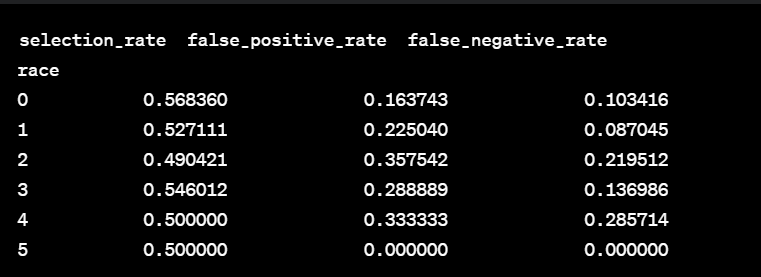 selection_rate false_positive_rate false_negative_rate
race
0 0.568360 0.163743 0.103416
1 0.527111 0.225040 0.087045
2 0.490421 0.357542 0.219512
3 0.546012 0.288889 0.136986
4 0.500000 0.333333 0.285714
5 0.500000 0.000000 0.000000